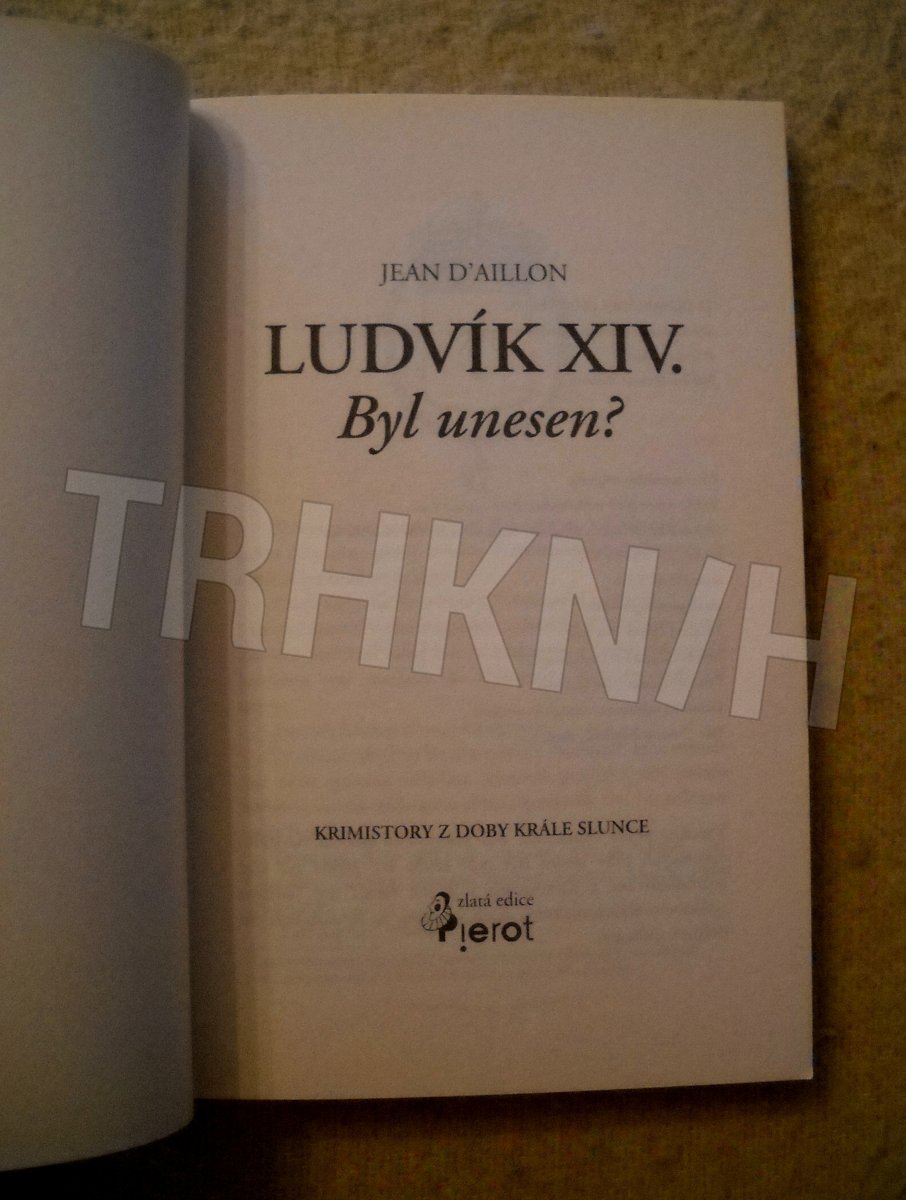 JEAN D'AILLON
LUDVÍK XIV.
Byl unesen?
TRHKNIH
KRIMISTORY Z DOBY KRÁLE SLUNCE
zlatá edice
Pierot